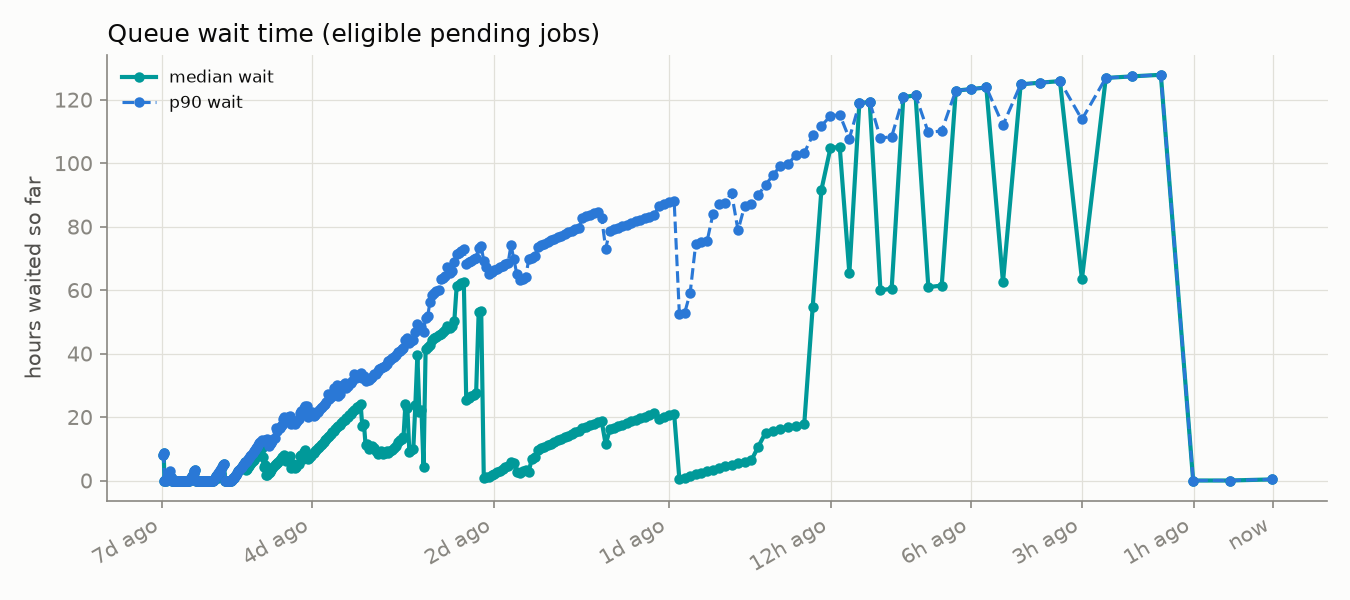 Queue wait time (eligible pending jobs)
median wait
p90 wait
hours waited so far
120
100
80
60
40
20
0
7d ago
4d ago
2d ago
1d ago
12h ago
6h ago
3h ago
1h ago
now